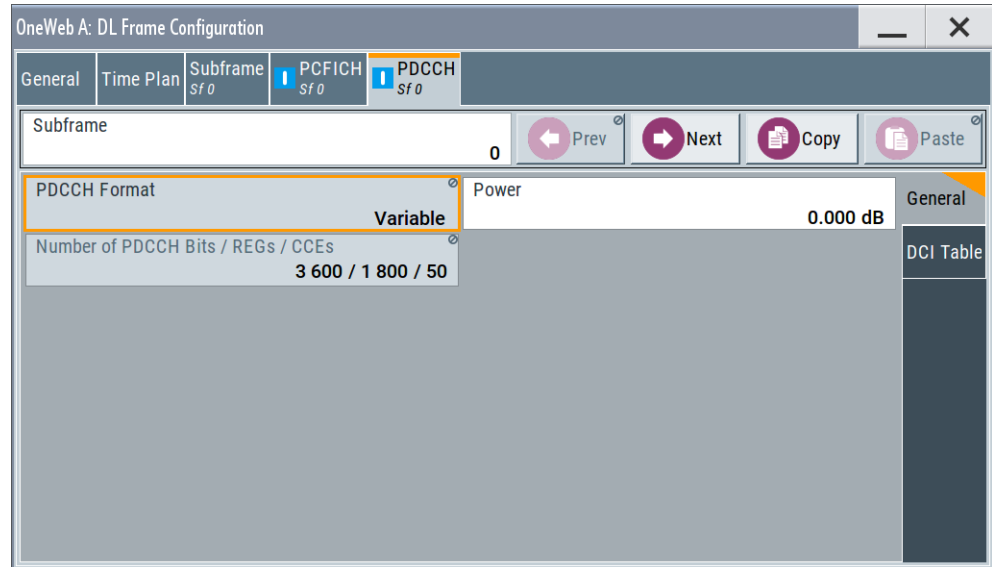 OneWeb A: DL Frame Configuration
General Time Plan Subframe Sf 0 PCFICH Sf 0 PDCCH Sf 0
Subframe
0 Prev Next Copy Paste
PDCCH Format
Variable
Power
0.000 dB
General
Number of PDCCH Bits / REGs / CCEs
3 600 / 1 800 / 50
DCI Table